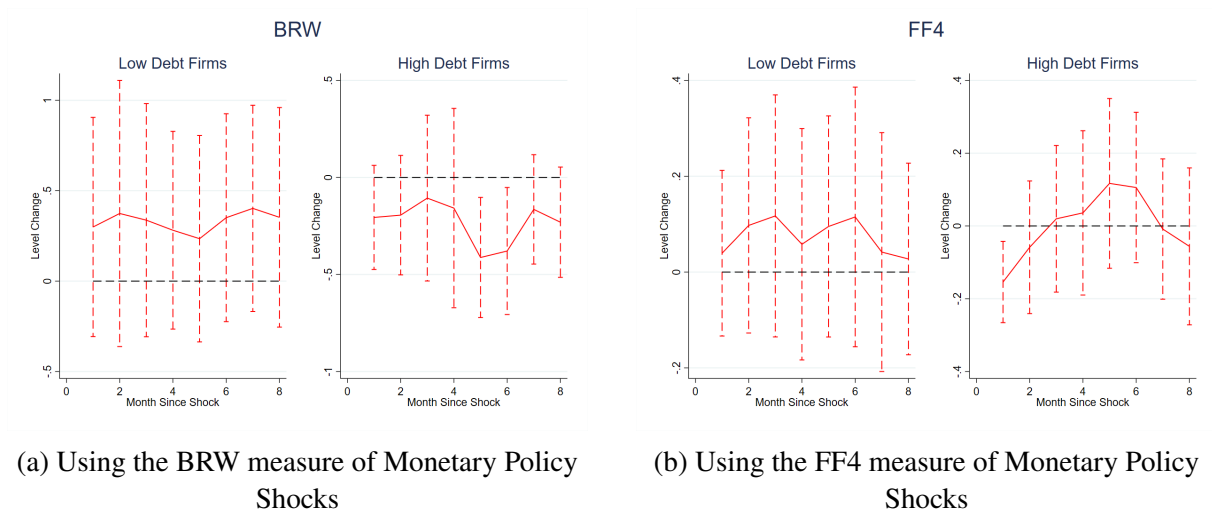 BRW
Low Debt Firms
High Debt Firms
Level Change
1
.5
0
-.5
0 2 4 6 8
Month Since Shock
Level Change
.5
0
-.5
-1
0 2 4 6 8
Month Since Shock
(a) Using the BRW measure of Monetary Policy
Shocks
FF4
Low Debt Firms
High Debt Firms
Level Change
.4
.2
0
-.2
0 2 4 6 8
Month Since Shock
Level Change
.4
.2
0
-.2
-.4
0 2 4 6 8
Month Since Shock
(b) Using the FF4 measure of Monetary Policy
Shocks